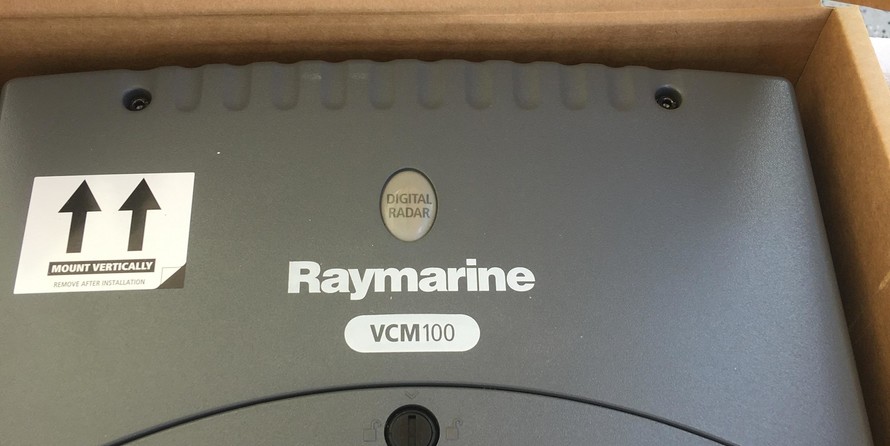 DIGITAL
RADAR
MOUNT VERTICALLY
REMOVE AFTER INSTALLATION
Raymarine
VCM100